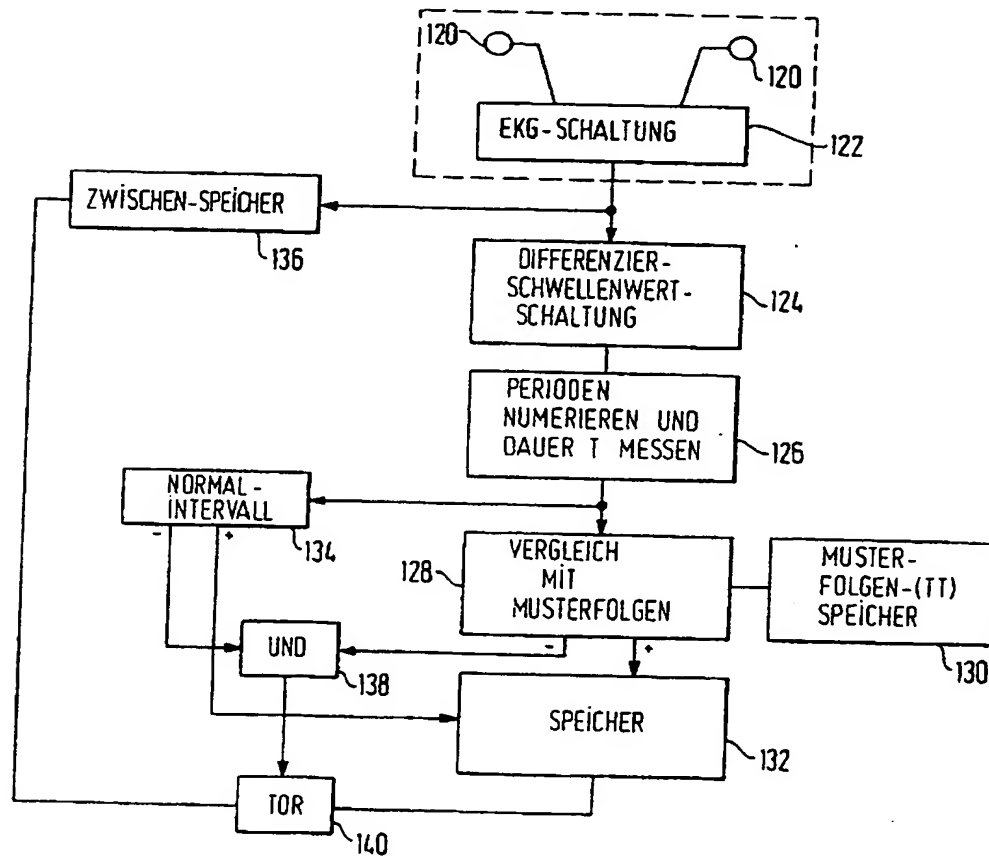 120
120
EKG-SCHALTUNG
122
ZWISCHEN-SPEICHER
136
DIFFERENZIER-
SCHWELLENWERT-
SCHALTUNG
124
PERIODEN
NUMERIEREN UND
DAUER T MESSEN
126
NORMAL-
INTERVALL
- +
134
128
VERGLEICH
MIT
MUSTERFOLGEN
- +
MUSTER-
FOLGEN-(TT)
SPEICHER
130
UND
138
SPEICHER
132
TOR
140